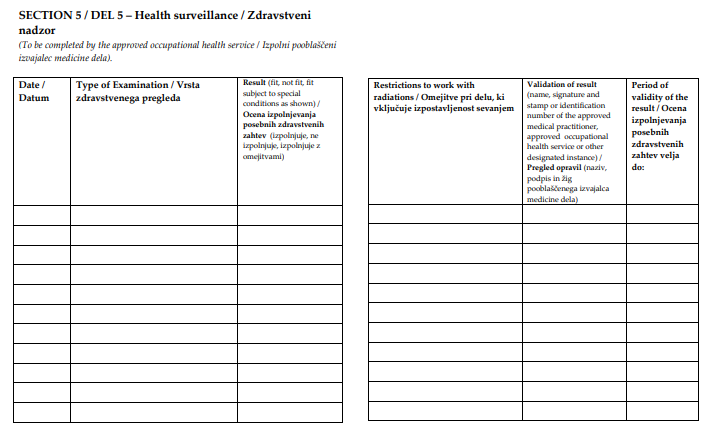 SECTION 5 / DEL 5 – Health surveillance / Zdravstveni
nadzor
(To be completed by the approved occupational health service / Izpolni pooblaščeni
izvajalec medicine dela).
Date /
Datum
Type of Examination / Vrsta
zdravstvenega pregleda
Result (fit, not fit, fit
subject to special
conditions as shown) /
Ocena
izpolnjevanja
posebnih zdravstvenih
zahtev (izpolnjuje, ne
izpolnjuje, izpolnjuje z
omejitvami)
Restrictions to work with
radiations / Omejitve pri delu, ki
vključuje izpostavljenost sevanjem
Validation of result
(name, signature and
stamp or identification
number of the approved
medical practitioner,
approved occupational
health service or other
designated instance) /
Pregled opravil (naziv,
podpis in žig
pooblaščenega izvajalca
medicine dela)
Period of
validity of the
result / Ocena
izpolnjevanja
posebnih
zdravstvenih
zahtev velja
do: